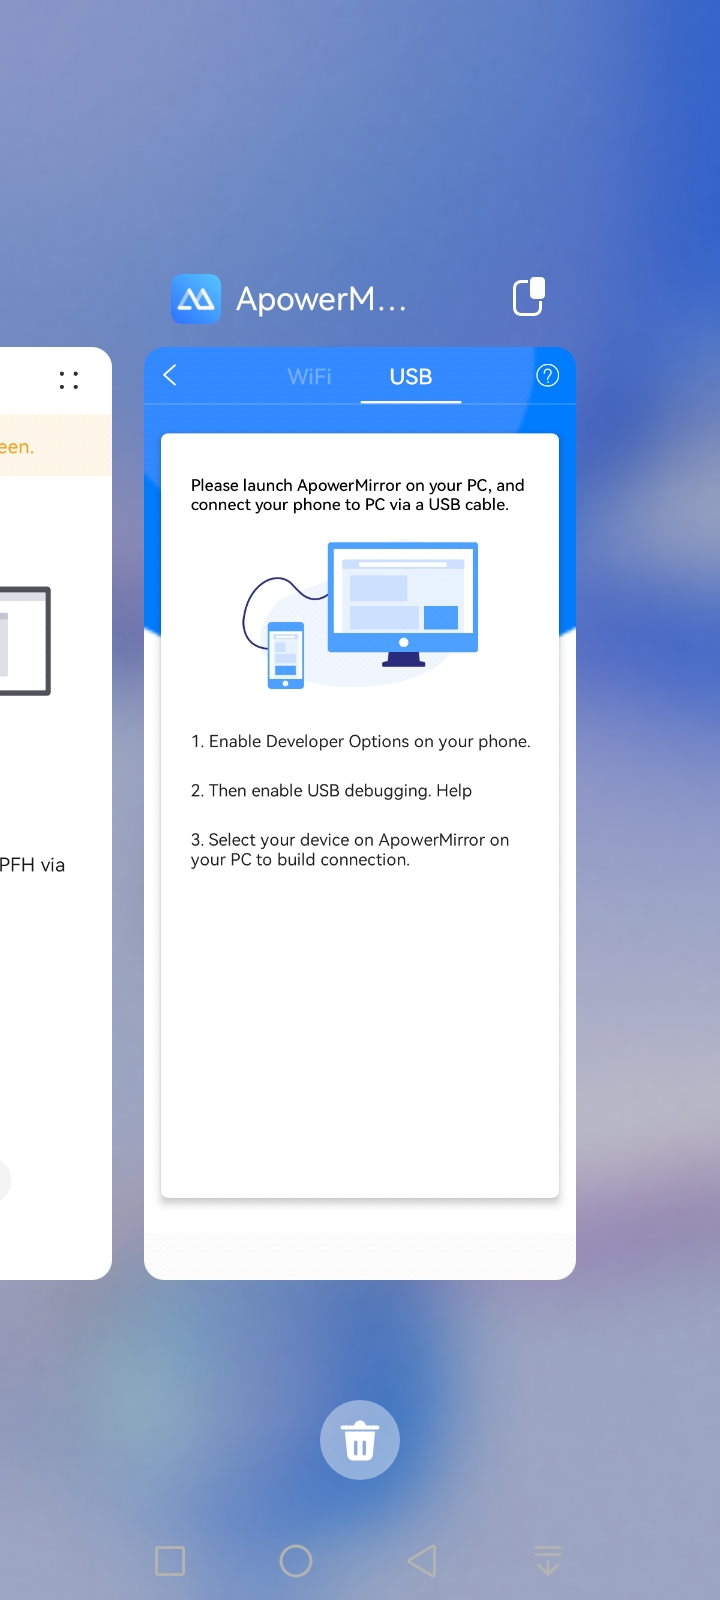 ApowerM...
WiFi
USB
een.
Please launch ApowerMirror on your PC, and
connect your phone to PC via a USB cable.
1. Enable Developer Options on your phone.
2. Then enable USB debugging. Help
3. Select your device on ApowerMirror on
your PC to build connection.
PFH via